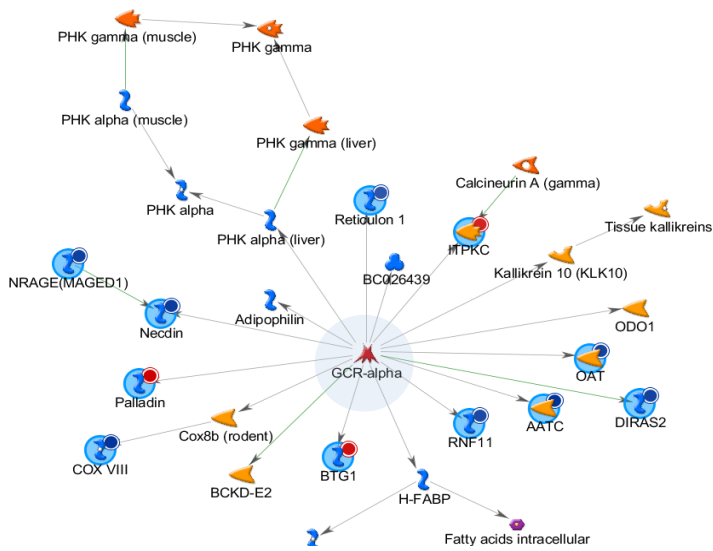 PHK gamma (muscle)
PHK gamma
PHK alpha (muscle)
PHK gamma (liver)
Calcineurin A (gamma)
PHK alpha
Reticulon 1
Tissue kallikreins
PHK alpha (liver)
ITPKC
Kallikrein 10 (KLK10)
NRAGE(MAGED1)
BC026439
Adipophilin
Necdin
ODO1
GCR-alpha
OAT
Palladin
AATC
DIRAS2
Cox8b (rodent)
RNF11
COX VIII
BCKD-E2
BTG1
H-FABP
Fatty acids intracellular